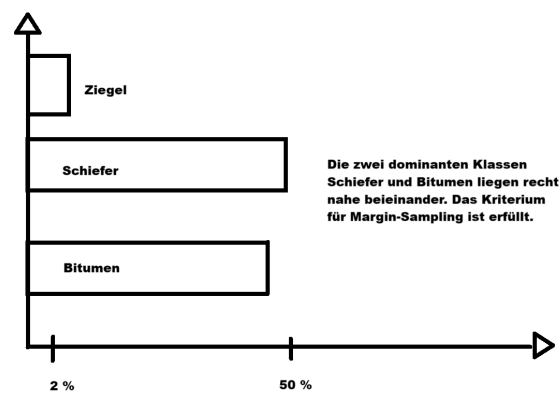 Ziegel
Schiefer
Die zwei dominanten Klassen
Schiefer und Bitumen liegen recht
nahe beieinander. Das Kriterium
für Margin-Sampling ist erfüllt.
Bitumen
2 %
50 %